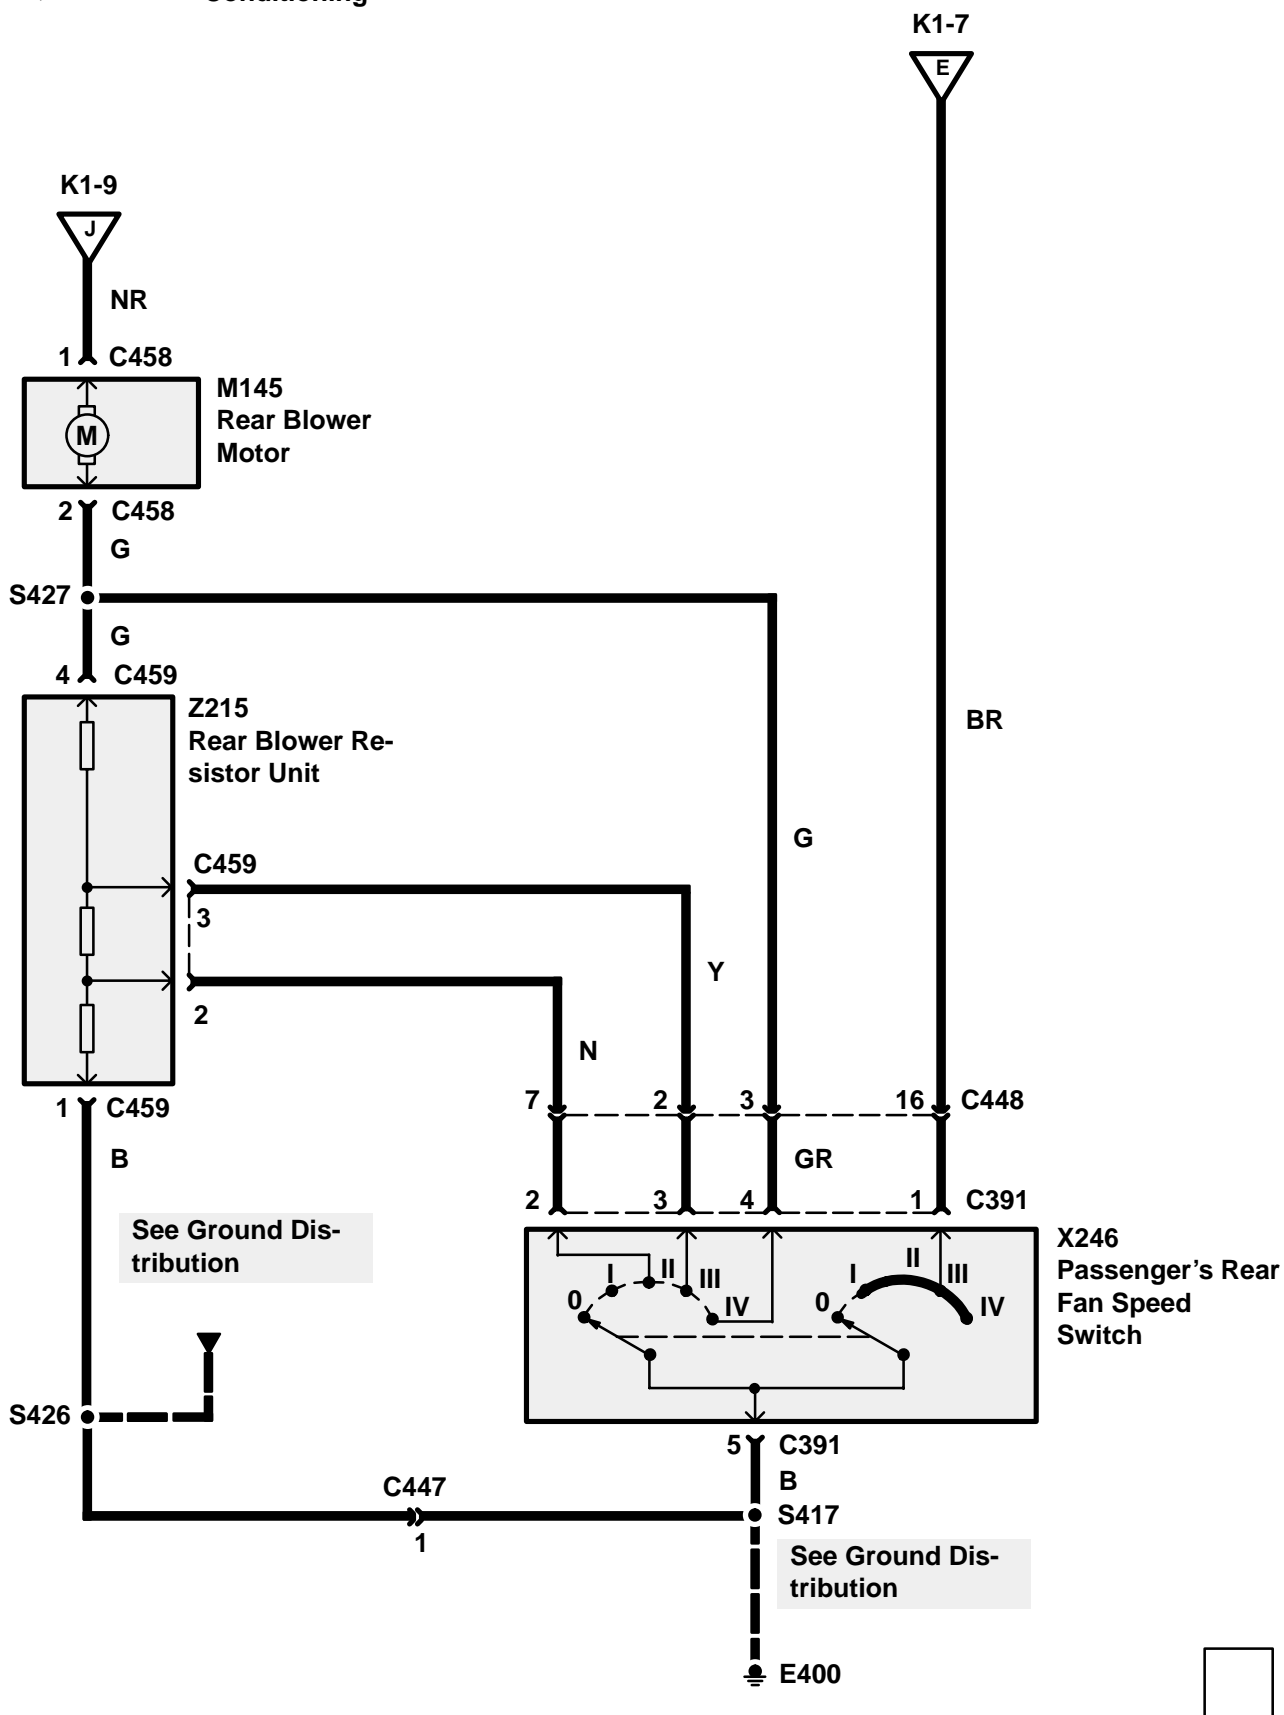 K1-7
E
K1-9
J
NR
1 C458
M145
Rear Blower
Motor
M
2 C458
G
S427
G
4 C459
Z215
Rear Blower Re-
sistor Unit
BR
G
C459
3
Y
2
N
7 2 3 16 C448
1 C459
B
GR
2 3 4 1 C391
See Ground Dis-
tribution
X246
Passenger’s Rear
Fan Speed
Switch
0 I II III IV
0 I II III IV
S426
5 C391
B
C447
1
S417
See Ground Dis-
tribution
E400